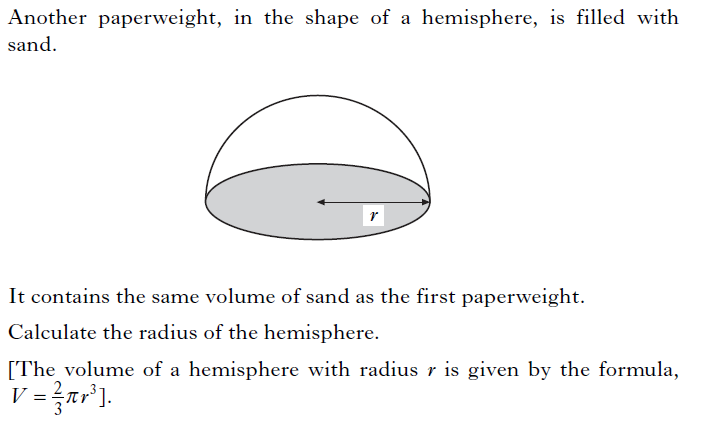 Another paperweight, in the shape of a hemisphere, is filled with
sand.
r
It contains the same volume of sand as the first paperweight.
Calculate the radius of the hemisphere.
[The volume of a hemisphere with radius r is given by the formula,
V = 2/3 πr³].